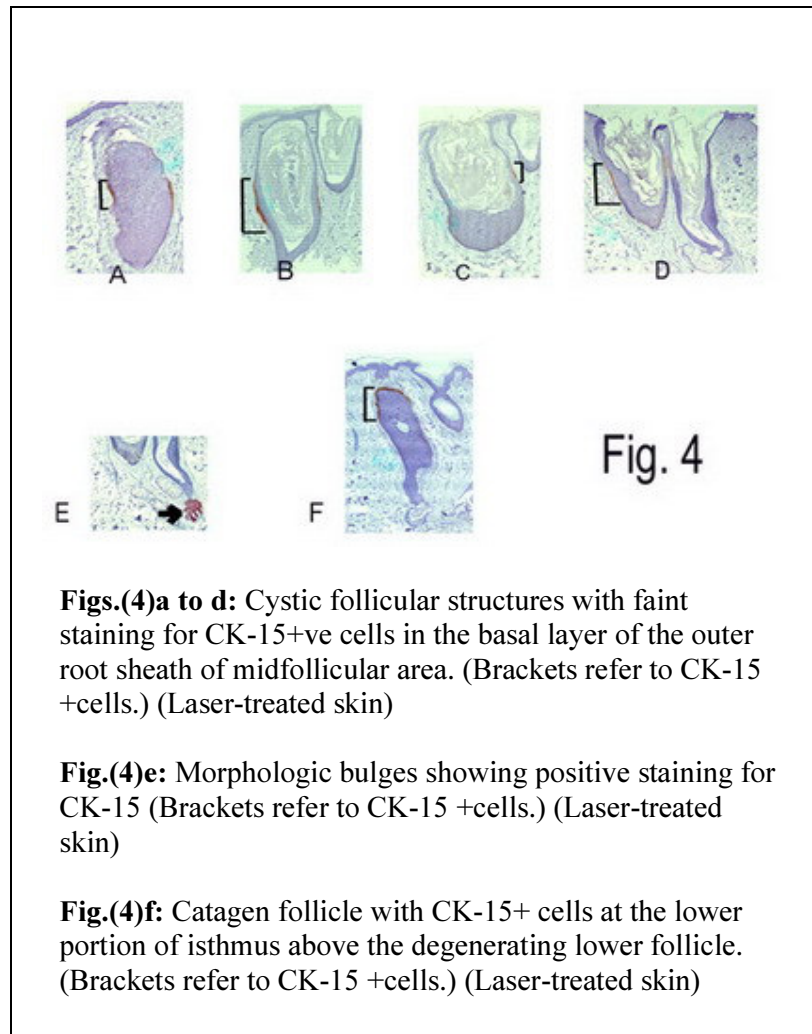 A
B
C
D
E
F
Fig. 4
Figs.(4)a to d: Cystic follicular structures with faint
staining for CK-15+ve cells in the basal layer of the outer
root sheath of midfollicular area. (Brackets refer to CK-15
+cells.) (Laser-treated skin)
Fig.(4)e: Morphologic bulges showing positive staining for
CK-15 (Brackets refer to CK-15 +cells.) (Laser-treated
skin)
Fig.(4)f: Catagen follicle with CK-15+ cells at the lower
portion of isthmus above the degenerating lower follicle.
(Brackets refer to CK-15 +cells.) (Laser-treated skin)